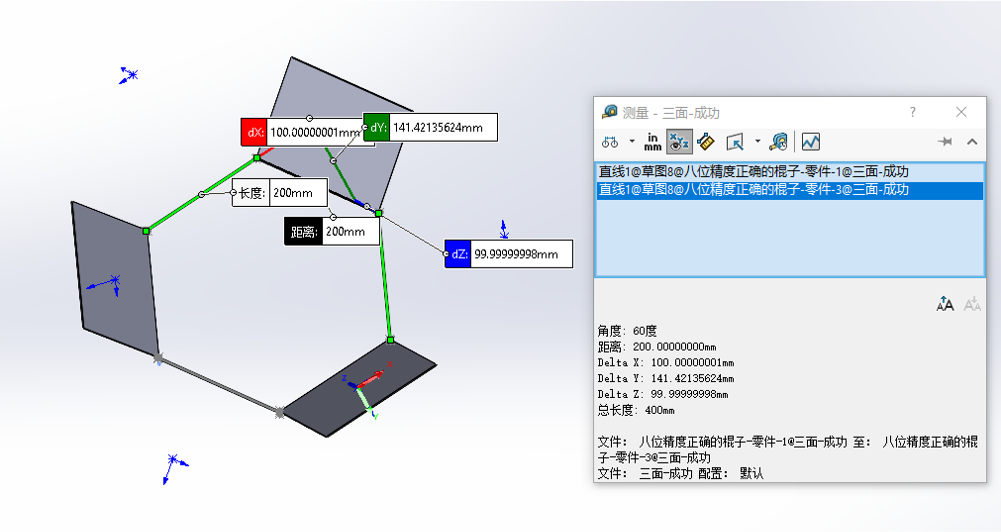 dX: 100.00000001mm
dY: 141.42135624mm
长度: 200mm
距离: 200mm
dZ: 99.99999998mm
z
测量 - 三面-成功
?
in
mm
XYZ
直线1@草图8@八位精度正确的棍子-零件-1@三面-成功
直线1@草图8@八位精度正确的棍子-零件-3@三面-成功
AA AA
角度: 60度
距离: 200.00000000mm
Delta X: 100.00000001mm
Delta Y: 141.42135624mm
Delta Z: 99.99999998mm
总长度: 400mm
文件: 八位精度正确的棍子-零件-1@三面-成功 至: 八位精度正确的棍
子-零件-3@三面-成功
文件: 三面-成功 配置: 默认